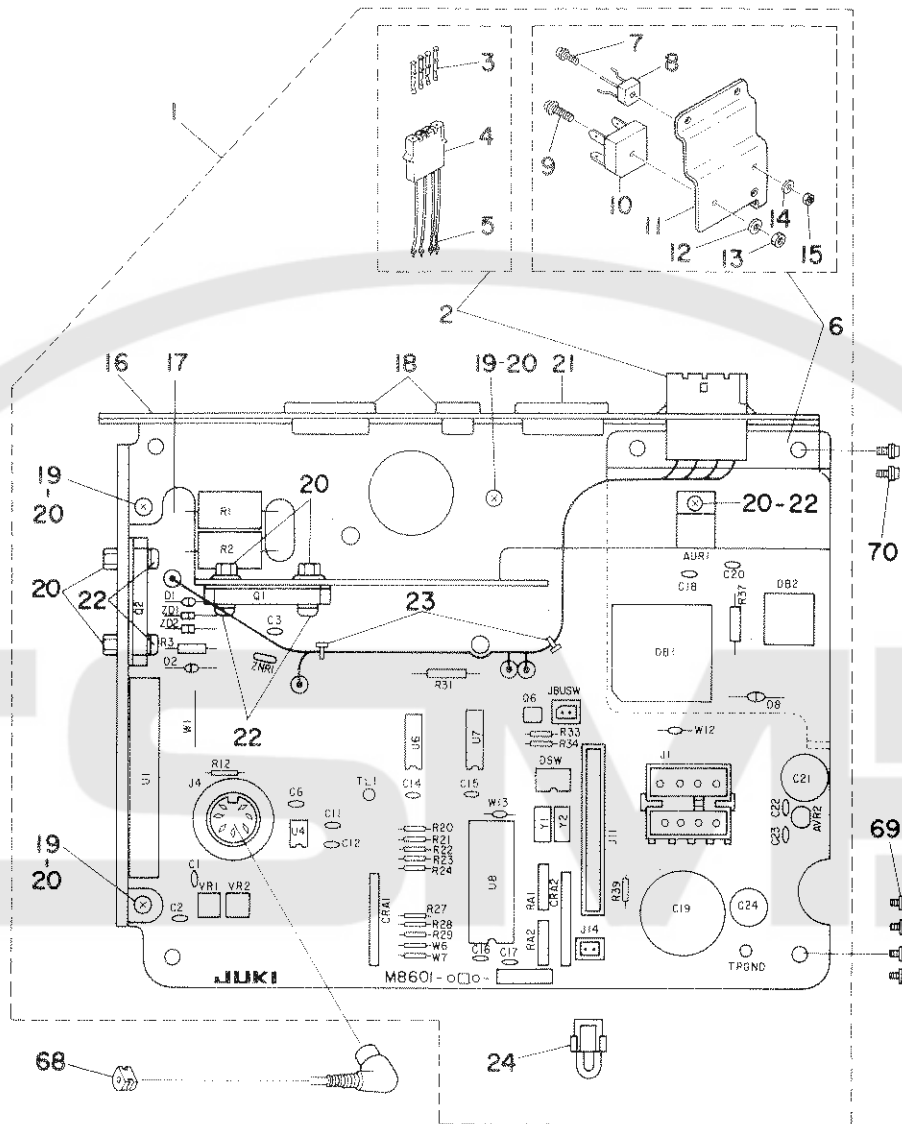 7
3
8
1
4
9
10
14
5
11
12
13
15
2
6
16
17
18
19-20
21
19
-
20
R1
20
20-22
70
R2
AUR1
20
22
Q2
D1
ZD1
ZD2
Q1
C3
23
C18
C20
R37
DB2
R3
ZNR1
DB1
D2
R31
Q6
JBUSW
D8
W1
22
U6
U7
R33
R34
W12
U1
R12
DSW
J1
C21
J4
TL1
C14
C15
C6
W13
C22
AVR2
C11
U4
R20
Y1
Y2
J11
C23
R21
C12
R22
69
R23
19
-
20
C1
R24
U8
VR1
VR2
CRA1
RA1
CRA2
R39
C19
C24
C2
R27
R28
R29
RA2
J14
W6
C16
W7
C17
TPGND
JUKI
M8601-
68
24